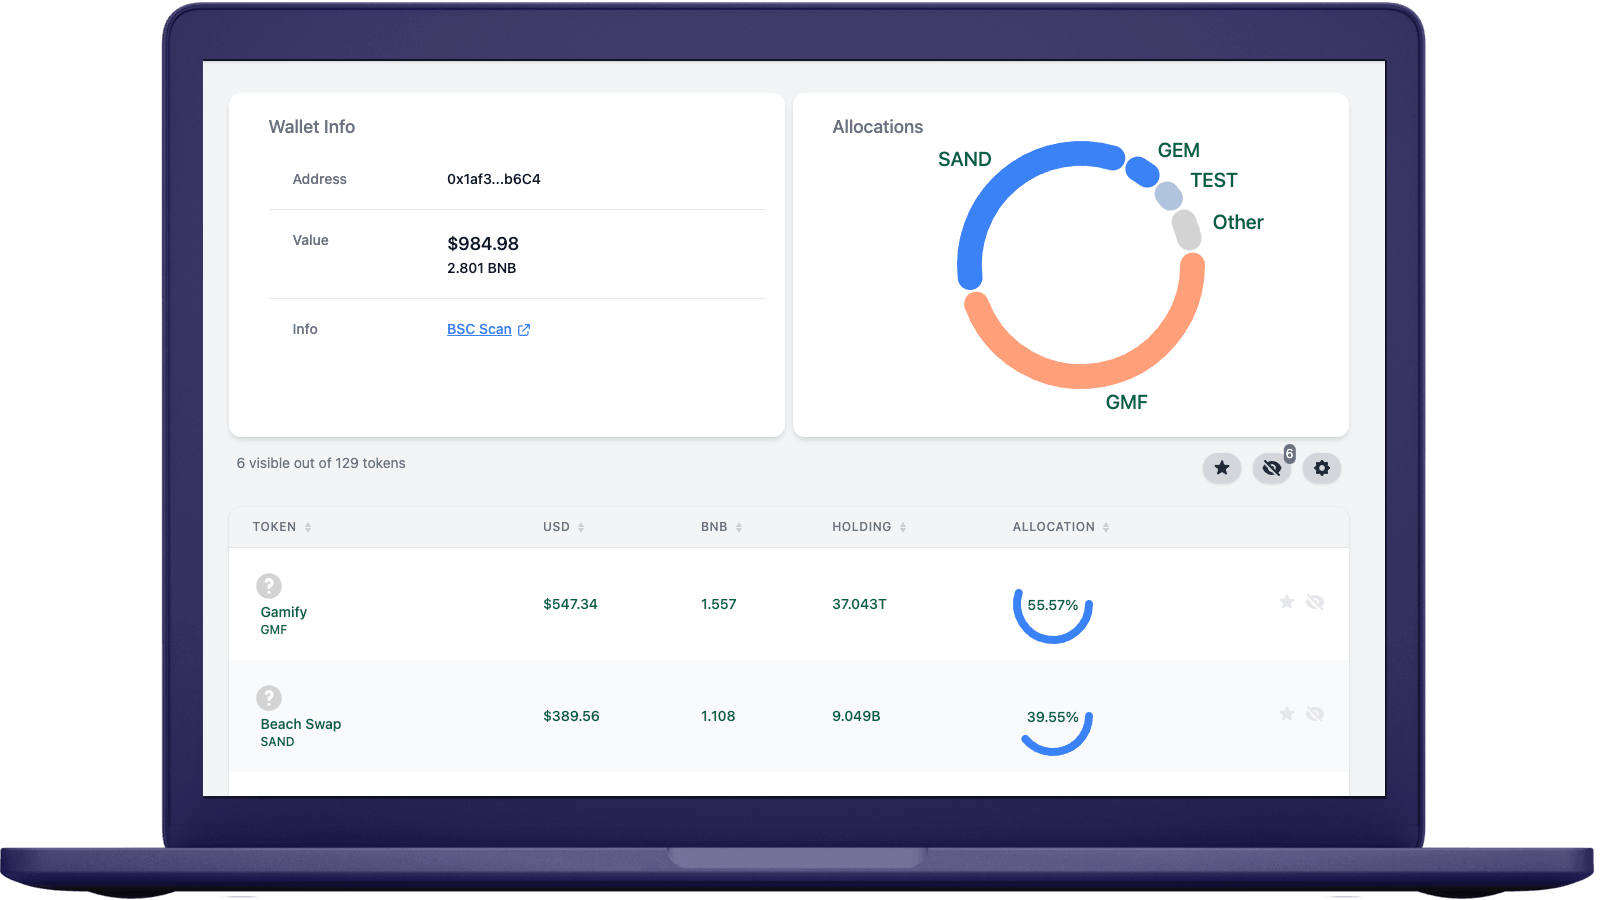 Wallet Info
Address
0x1af3...b6C4
Value
$984.98
2.801 BNB
Info
BSC Scan
Allocations
SAND
GEM
TEST
Other
GMF
6 visible out of 129 tokens
6
TOKEN USD BNB HOLDING ALLOCATION
?
Gamify
GMF
$547.34 1.557 37.043T 55.57%
?
Beach Swap
SAND
$389.56 1.108 9.049B 39.55%